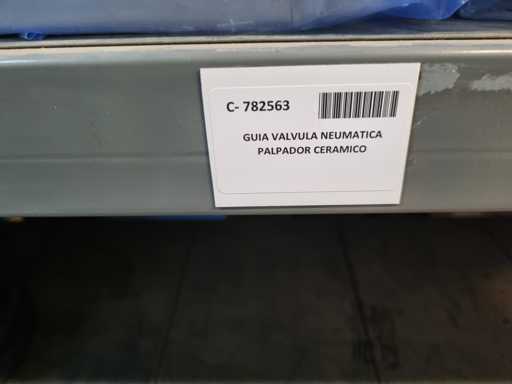 C- 782563
GUIA VALVULA NEUMATICA
PALPADOR CERAMICO